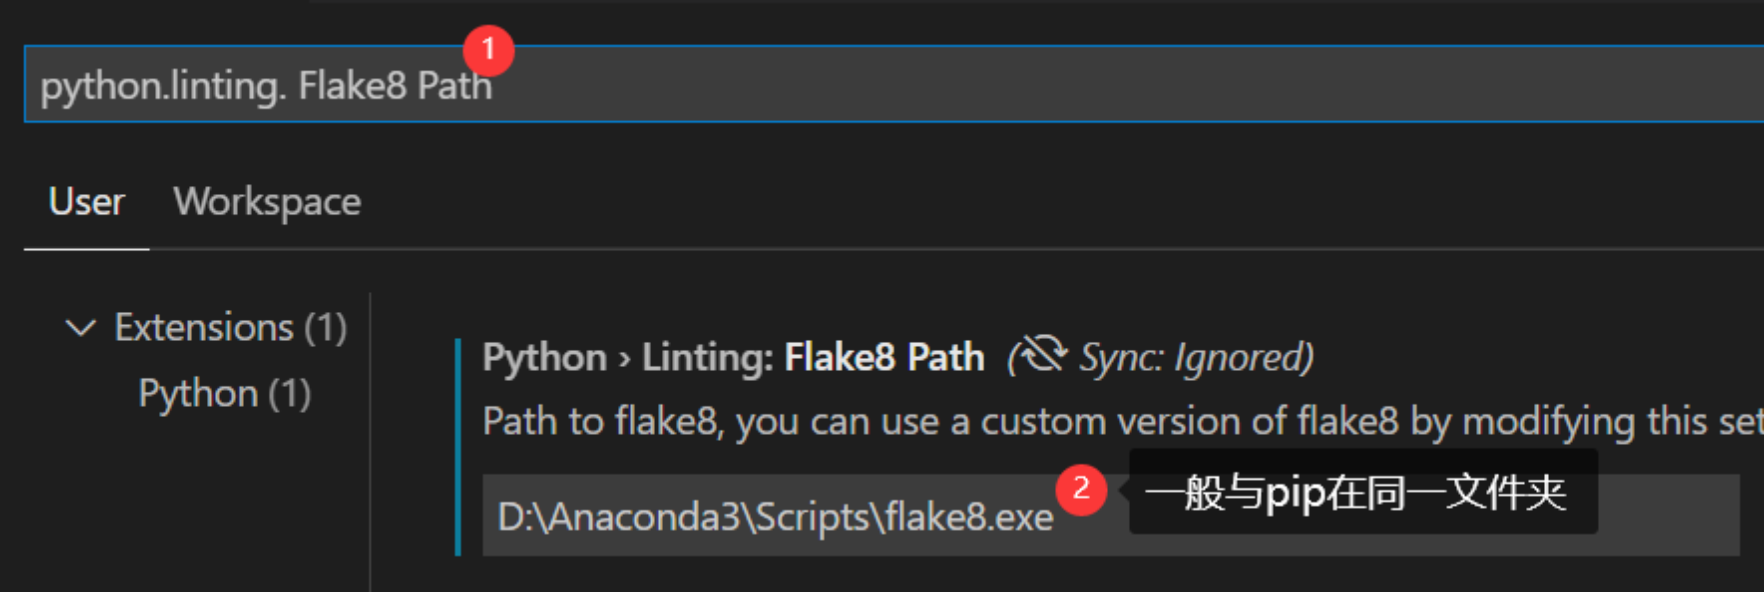 1
python.linting. Flake8 Path
User Workspace
Extensions (1)
Python (1)
Python › Linting: Flake8 Path (Sync: Ignored)
Path to flake8, you can use a custom version of flake8 by modifying this set
D:\Anaconda3\Scripts\flake8.exe
2
一般与pip在同一文件夹